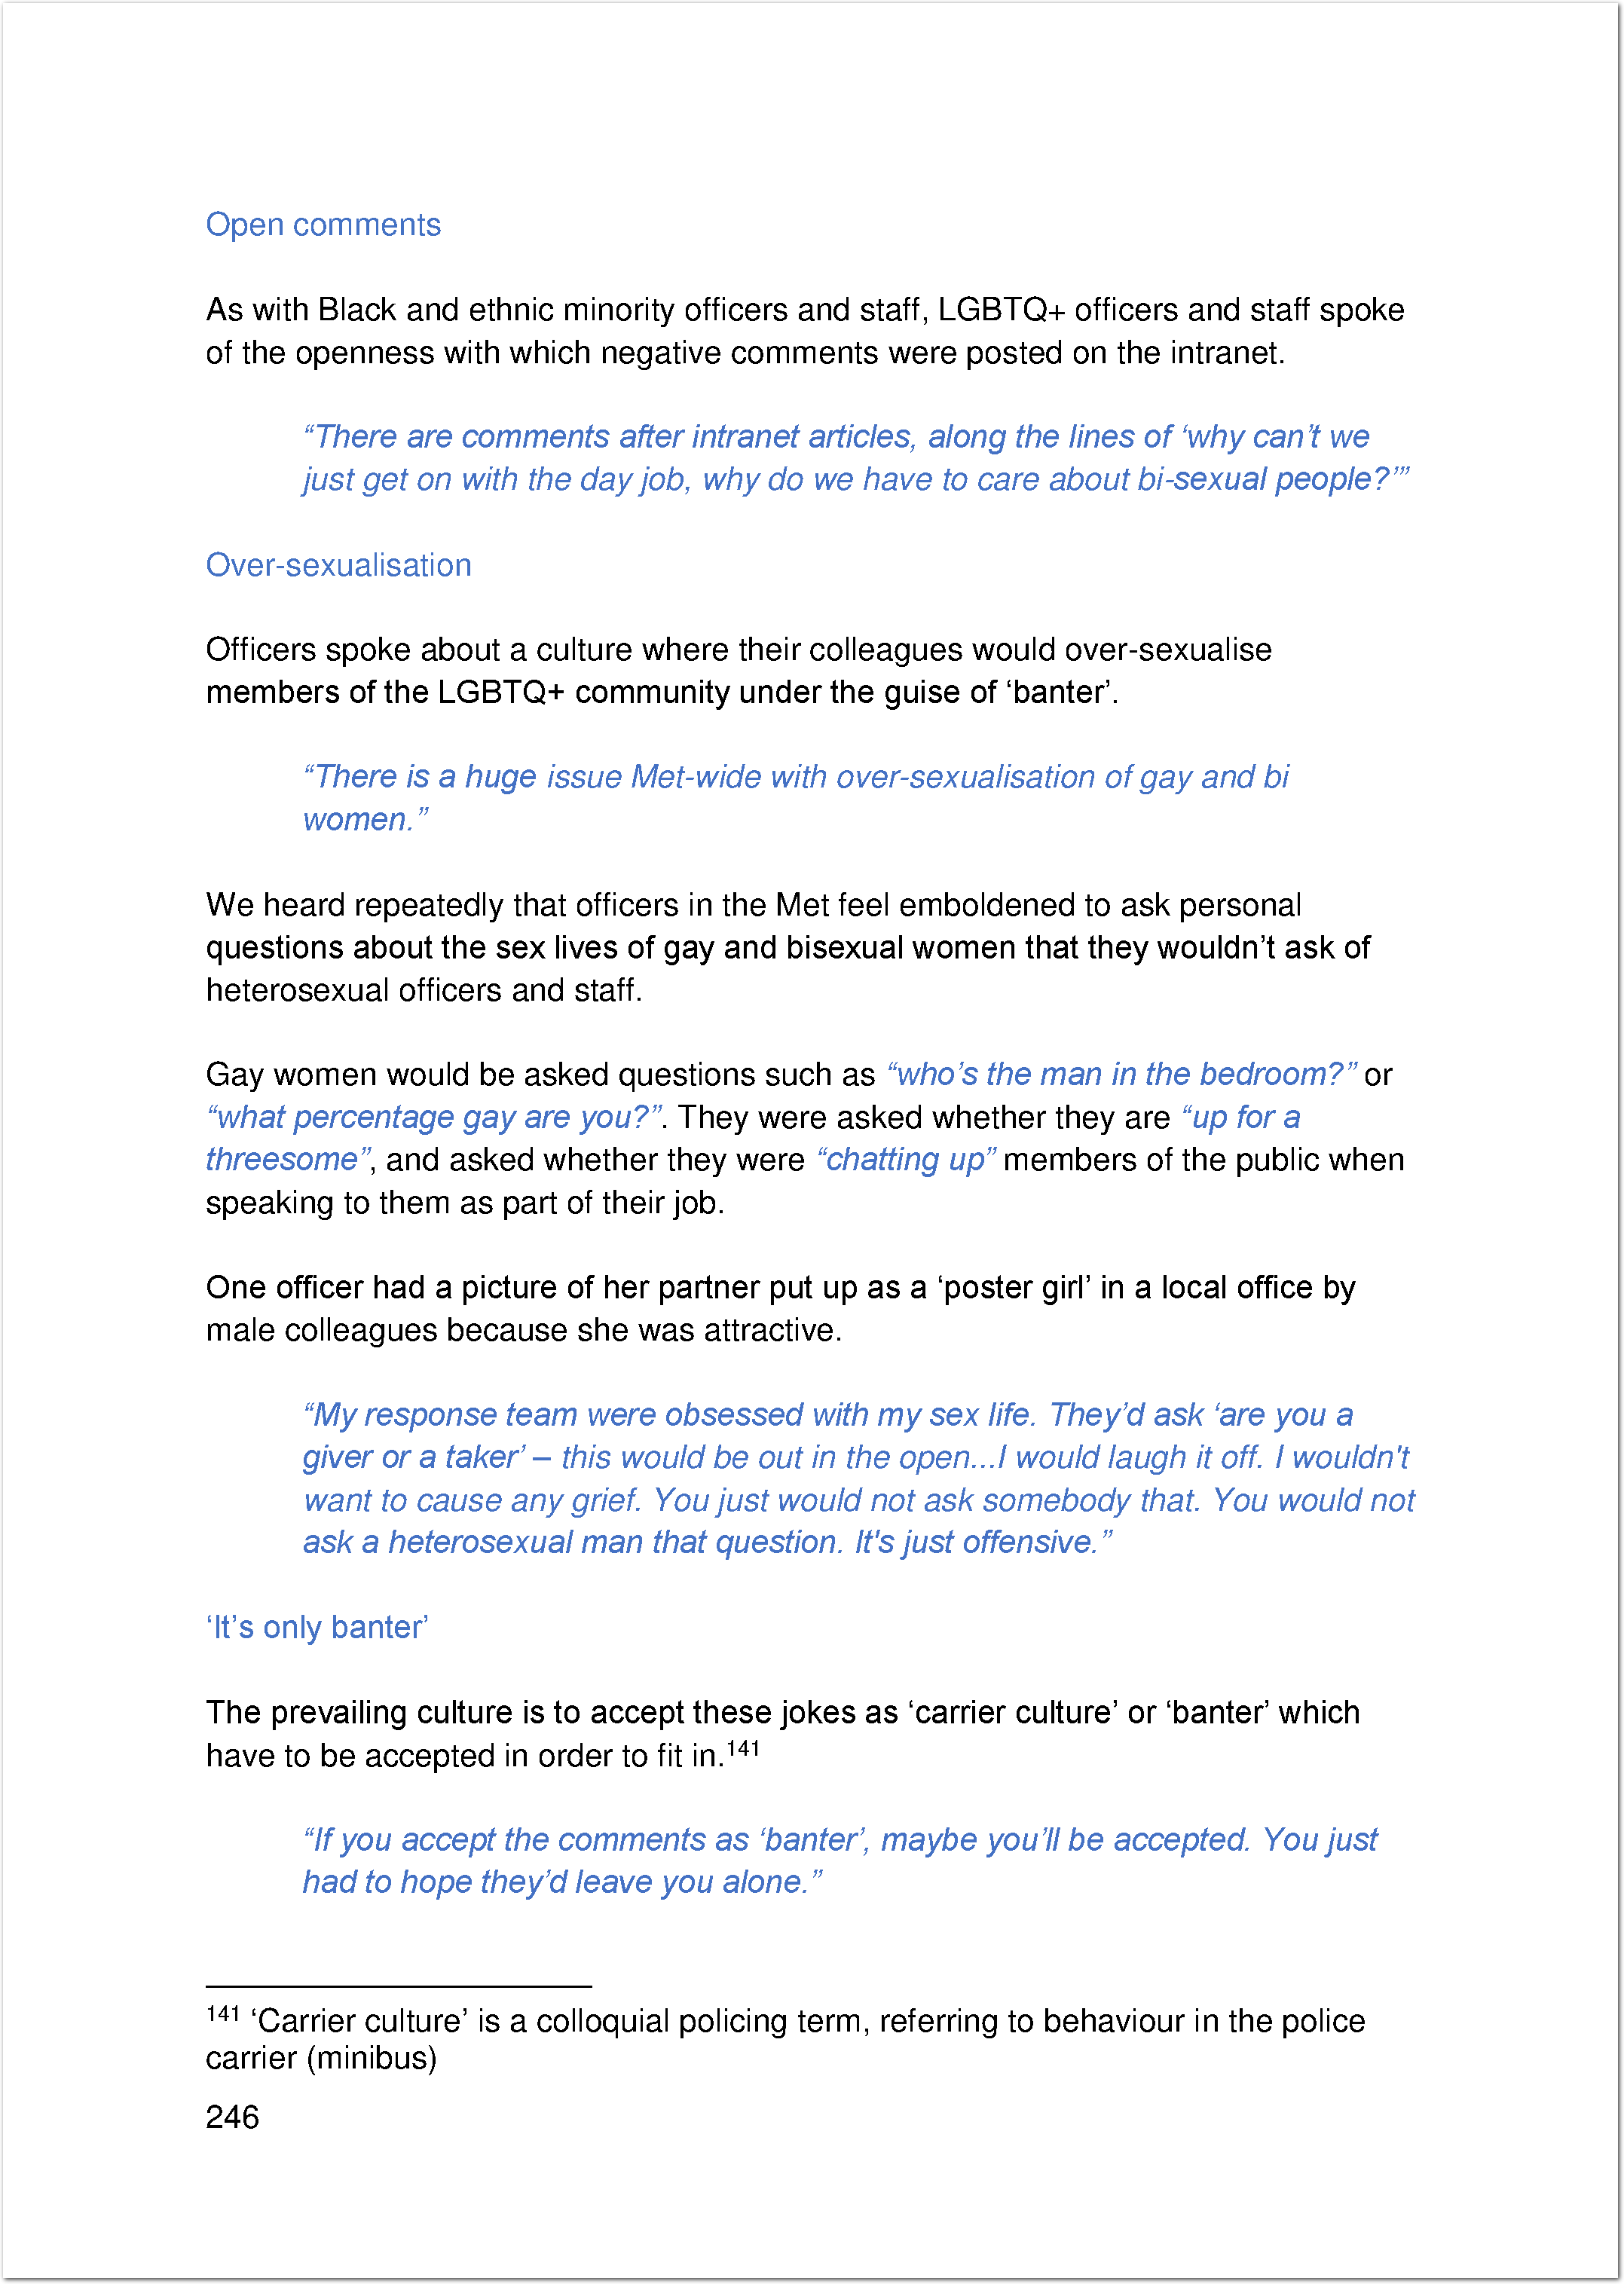 Open comments
As with Black and ethnic minority officers and staff, LGBTQ+ officers and staff spoke
of the openness with which negative comments were posted on the intranet.
“There are comments after intranet articles, along the lines of ‘why can’t we
just get on with the day job, why do we have to care about bi-sexual people?’”
Over-sexualisation
Officers spoke about a culture where their colleagues would over-sexualise
members of the LGBTQ+ community under the guise of ‘banter’.
“There is a huge issue Met-wide with over-sexualisation of gay and bi
women.”
We heard repeatedly that officers in the Met feel emboldened to ask personal
questions about the sex lives of gay and bisexual women that they wouldn’t ask of
heterosexual officers and staff.
Gay women would be asked questions such as “who’s the man in the bedroom?” or
“what percentage gay are you?”. They were asked whether they are “up for a
threesome”, and asked whether they were “chatting up” members of the public when
speaking to them as part of their job.
One officer had a picture of her partner put up as a ‘poster girl’ in a local office by
male colleagues because she was attractive.
“My response team were obsessed with my sex life. They’d ask ‘are you a
giver or a taker’ – this would be out in the open...I would laugh it off. I wouldn't
want to cause any grief. You just would not ask somebody that. You would not
ask a heterosexual man that question. It's just offensive.”
‘It’s only banter’
The prevailing culture is to accept these jokes as ‘carrier culture’ or ‘banter’ which
have to be accepted in order to fit in.141
“If you accept the comments as ‘banter’, maybe you’ll be accepted. You just
had to hope they’d leave you alone.”
141 ‘Carrier culture’ is a colloquial policing term, referring to behaviour in the police
carrier (minibus)
246